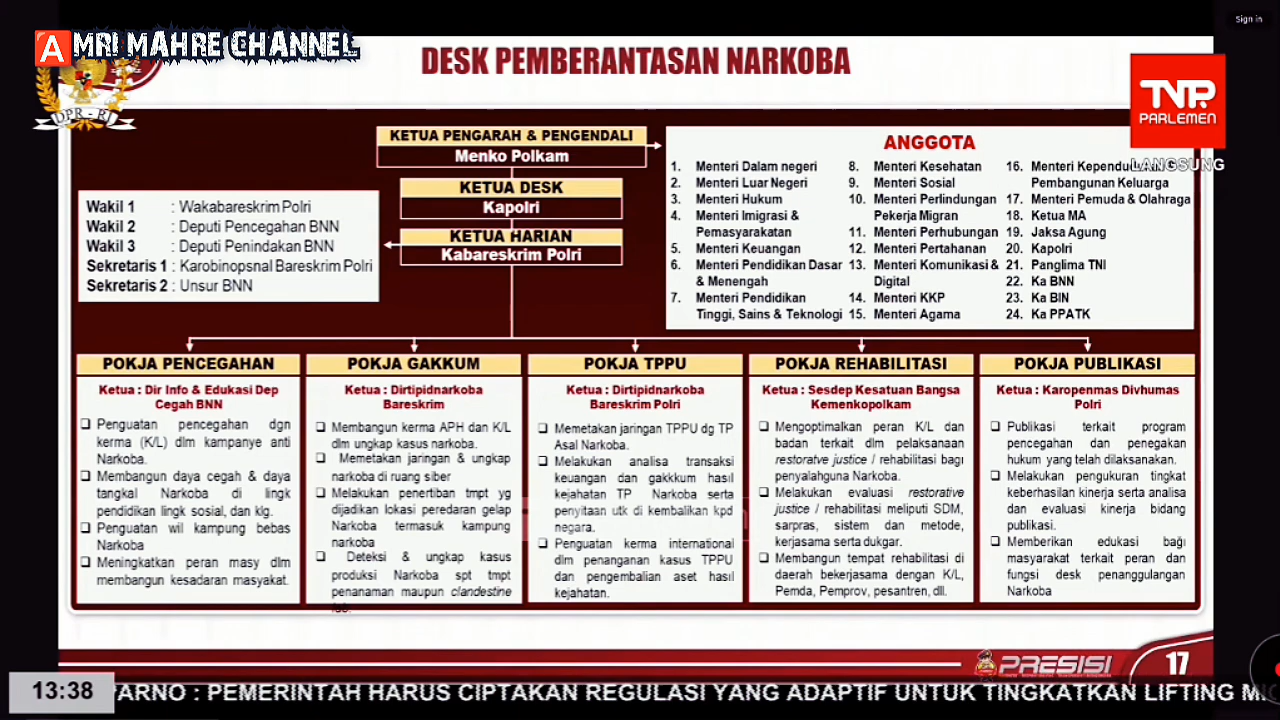 Sign in
A MRI MAHRE CHANNEL
DESK PEMBERANTASAN NARKOBA
DPR - RI
TVP.
PARLEMEN
LANGSUNG
KETUA PENGARAH & PENGENDALI
Menko Polkam
KETUA DESK
Kapolri
KETUA HARIAN
Kabareskrim Polri
Wakil 1 : Wakabareskrim Polri
Wakil 2 : Deputi Pencegahan BNN
Wakil 3 : Deputi Penindakan BNN
Sekretaris 1 : Karobinopsnal Bareskrim Polri
Sekretaris 2 : Unsur BNN
ANGGOTA
1. Menteri Dalam negeri
2. Menteri Luar Negeri
3. Menteri Hukum
4. Menteri Imigrasi &
Pemasyarakatan
5. Menteri Keuangan
6. Menteri Pendidikan Dasar
& Menengah
7. Menteri Pendidikan
Tinggi, Sains & Teknologi
8. Menteri Kesehatan
9. Menteri Sosial
10. Menteri Perlindungan
Pekerja Migran
11. Menteri Perhubungan
12. Menteri Pertahanan
13. Menteri Komunikasi &
Digital
14. Menteri KKP
15. Menteri Agama
16. Menteri
Pembangunan Keluarga
17. Menteri Pemuda & Olahraga
18. Ketua MA
19. Jaksa Agung
20. Kapolri
21. Panglima TNI
22. Ka BNN
23. Ka BIN
24. Ka PPATK
POKJA PENCEGAHAN
Ketua : Dir Info & Edukasi Dep
Cegah BNN
❑ Penguatan pencegahan dgn
kerma (K/L) dlm kampanye anti
Narkoba.
❑ Membangun daya cegah & daya
tangkal Narkoba di lingk
pendidikan lingk sosial, dan klg.
❑ Penguatan wil kampung bebas
Narkoba
❑ Meningkatkan peran masy dlm
membangun kesadaran masyakat.
POKJA GAKKUM
Ketua : Dirtipidnarkoba
Bareskrim
❑ Membangun kerma APH dan K/L
dlm ungkap kasus narkoba.
❑ Memetakan jaringan & ungkap
narkoba di ruang siber
❑ Melakukan penertiban tmpt yg
dijadikan lokasi peredaran gelap
Narkoba termasuk kampung
narkoba
❑ Deteksi & ungkap kasus
produksi Narkoba spt tmpt
penanaman maupun clandestine
lab.
POKJA TPPU
Ketua : Dirtipidnarkoba
Bareskrim Polri
❑ Memetakan jaringan TPPU dg TP
Asal Narkoba.
❑ Melakukan analisa transaksi
keuangan dan gakkkum hasil
kejahatan TP Narkoba serta
penyitaan utk di kembalikan kpd
negara.
❑ Penguatan kerma international
dlm penanganan kasus TPPU
dan pengembalian aset hasil
kejahatan.
POKJA REHABILITASI
Ketua : Sesdep Kesatuan Bangsa
Kemenkopolkam
❑ Mengoptimalkan peran K/L dan
badan terkait dlm pelaksanaan
restorative justice / rehabilitasi bagi
penyalahguna Narkoba.
❑ Melakukan evaluasi restorative
justice / rehabilitasi meliputi SDM,
sarpras, sistem dan metode,
kerjasama serta dukgar.
❑ Membangun tempat rehabilitasi di
daerah bekerjasama dengan K/L,
Pemda, Pemprov, pesantren, dll.
POKJA PUBLIKASI
Ketua : Karopenmas Divhumas
Polri
❑ Publikasi terkait program
pencegahan dan penegakan
hukum yang telah dilaksanakan.
❑ Melakukan pengukuran tingkat
keberhasilan kinerja serta analisa
dan evaluasi kinerja bidang
publikasi.
❑ Memberikan edukasi bagi
masyarakat terkait peran dan
fungsi desk penanggulangan
Narkoba
PRESISI
17
13:38
ARNO : PEMERINTAH HARUS CIPTAKAN REGULASI YANG ADAPTIF UNTUK TINGKATKAN LIFTING